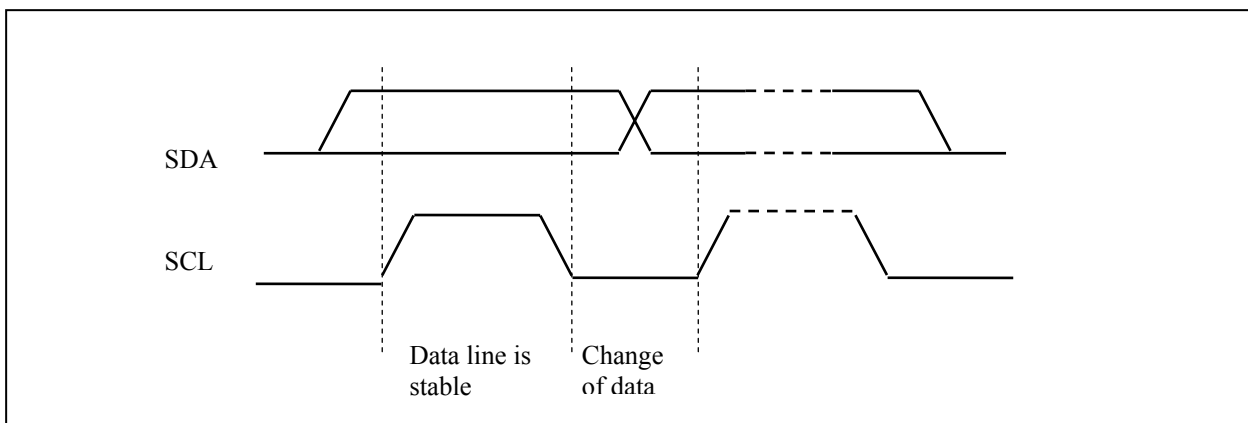 SDA
SCL
Data line is
stable
Change
of data